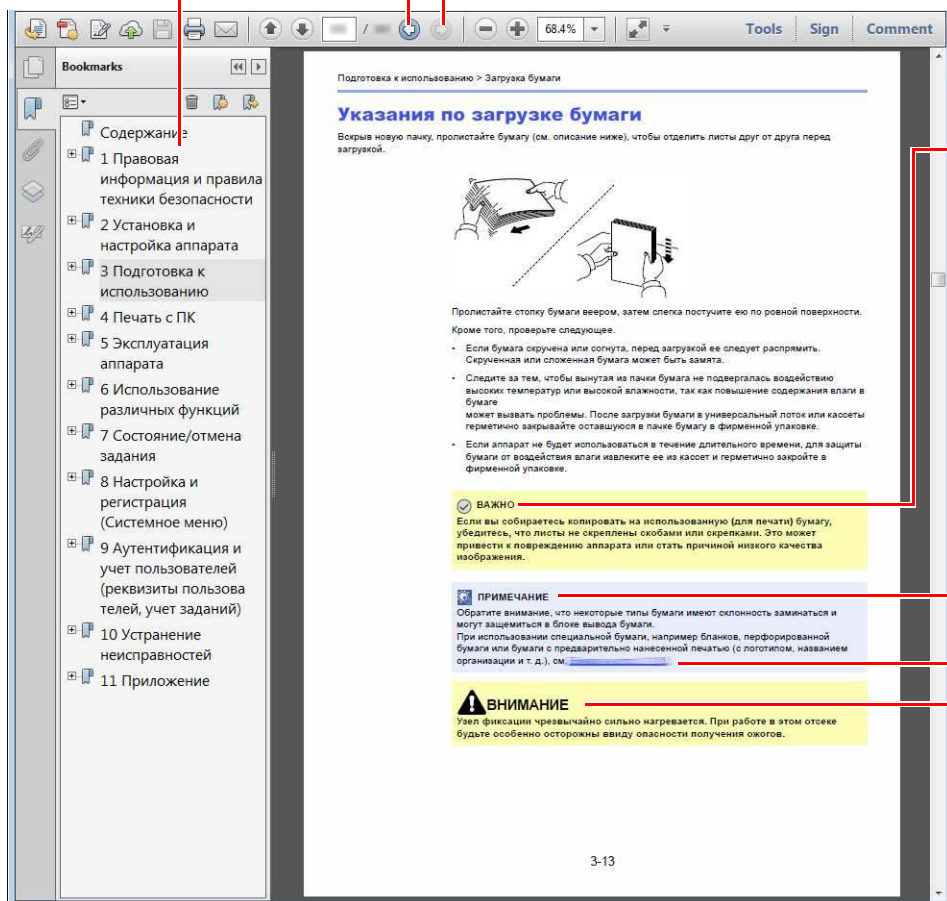 /
68.4%
Tools
Sign
Comment
Bookmarks
Содержание
1 Правовая
информация и правила
техники безопасности
2 Установка и
настройка аппарата
3 Подготовка к
использованию
4 Печать с ПК
5 Эксплуатация
аппарата
6 Использование
различных функций
7 Состояние/отмена
задания
8 Настройка и
регистрация
(Системное меню)
9 Аутентификация и
учет пользователей
(реквизиты пользова
телей, учет заданий)
10 Устранение
неисправностей
11 Приложение
Подготовка к использованию > Загрузка бумаги
Указания по загрузке бумаги
Вскрыв новую пачку, пролистайте бумагу (см. описание ниже), чтобы отделить листы друг от друга перед
загрузкой.
Пролистайте стопку бумаги веером, затем слегка постучите ею по ровной поверхности.
Кроме того, проверьте следующее.
• Если бумага скручена или согнута, перед загрузкой ее следует распрямить.
Скрученная или сложенная бумага может быть замята.
• Следите за тем, чтобы вынутая из пачки бумага не подвергалась воздействию
высоких температур или высокой влажности, так как повышение содержания влаги в
бумаге
может вызвать проблемы. После загрузки бумаги в универсальный лоток или кассеты
герметично закрывайте оставшуюся в пачке бумагу в фирменной упаковке.
• Если аппарат не будет использоваться в течение длительного времени, для защиты
бумаги от воздействия влаги извлеките ее из кассет и герметично закройте в
фирменной упаковке.
ВАЖНО
Если вы собираетесь копировать на использованную (для печати) бумагу,
убедитесь, что листы не скреплены скобами или скрепками. Это может
привести к повреждению аппарата или стать причиной низкого качества
изображения.
ПРИМЕЧАНИЕ
Обратите внимание, что некоторые типы бумаги имеют склонность заминаться и
могут защемиться в блоке вывода бумаги.
При использовании специальной бумаги, например бланков, перфорированной
бумаги или бумаги с предварительно нанесенной печатью (с логотипом, названием
организации и т. д.), см.
ВНИМАНИЕ
Узел фиксации чрезвычайно сильно нагревается. При работе в этом отсеке
будьте особенно осторожны ввиду опасности получения ожогов.
3-13